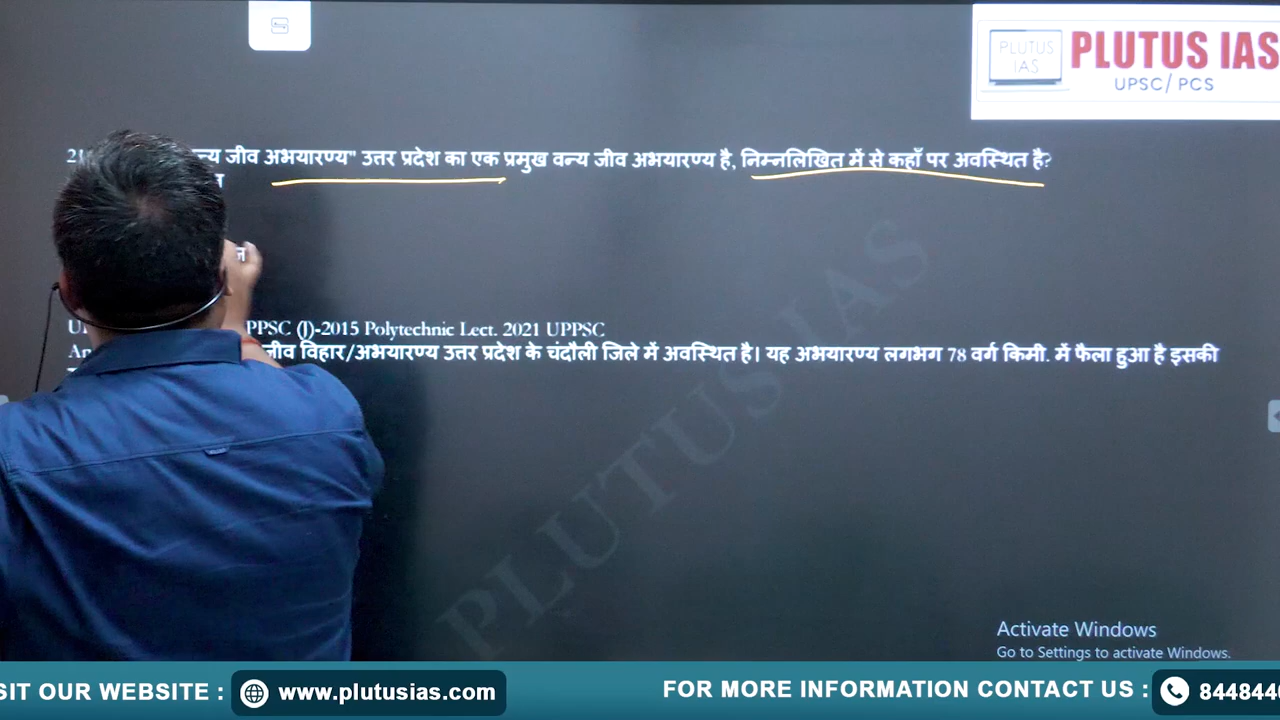 PLUTUS
IAS
PLUTUS IAS
UPSC/ PCS
जीव अभयारण्य" उत्तर प्रदेश का एक प्रमुख वन्य जीव अभयारण्य है, निम्नलिखित में से कहाँ पर अवस्थित है?
PPSC (J)-2015 Polytechnic Lect. 2021 UPPSC
जीव विहार/अभयारण्य उत्तर प्रदेश के चंदौली जिले में अवस्थित है। यह अभयारण्य लगभग 78 वर्ग किमी. में फैला हुआ है इसकी
PLUTUS IAS
Activate Windows
Go to Settings to activate Windows.
SIT OUR WEBSITE : www.plutusias.com FOR MORE INFORMATION CONTACT US : 8448440